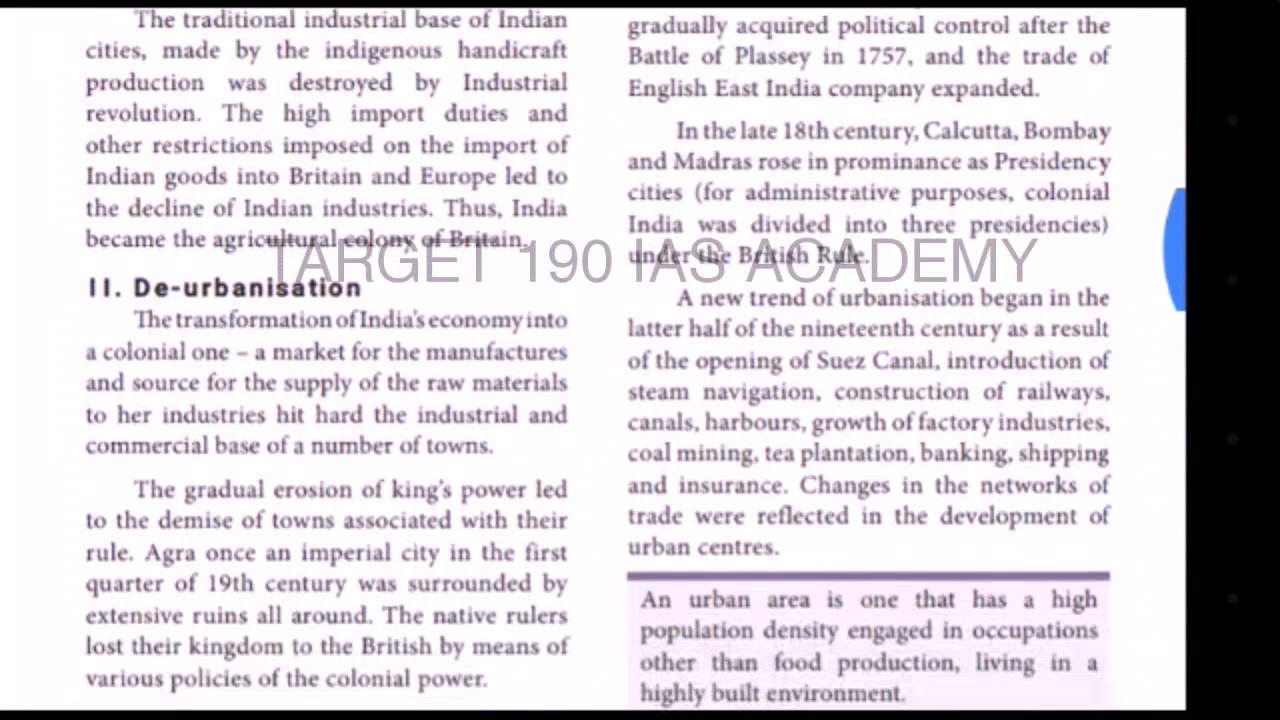 The traditional industrial base of Indian
cities, made by the indigenous handicraft
production was destroyed by Industrial
revolution. The high import duties and
other restrictions imposed on the import of
Indian goods into Britain and Europe led to
the decline of Indian industries. Thus, India
became the agricultural colony of Britain.
II. De-urbanisation
The transformation of India's economy into
a colonial one – a market for the manufactures
and source for the supply of the raw materials
to her industries hit hard the industrial and
commercial base of a number of towns.
The gradual erosion of king's power led
to the demise of towns associated with their
rule. Agra once an imperial city in the first
quarter of 19th century was surrounded by
extensive ruins all around. The native rulers
lost their kingdom to the British by means of
various policies of the colonial power.
gradually acquired political control after the
Battle of Plassey in 1757, and the trade of
English East India company expanded.
In the late 18th century, Calcutta, Bombay
and Madras rose in prominance as Presidency
cities (for administrative purposes, colonial
India was divided into three presidencies)
under the British Rule.
A new trend of urbanisation began in the
latter half of the nineteenth century as a result
of the opening of Suez Canal, introduction of
steam navigation, construction of railways,
canals, harbours, growth of factory industries,
coal mining, tea plantation, banking, shipping
and insurance. Changes in the networks of
trade were reflected in the development of
urban centres.
An urban area is one that has a high
population density engaged in occupations
other than food production, living in a
highly built environment.
TARGET 190 IAS ACADEMY